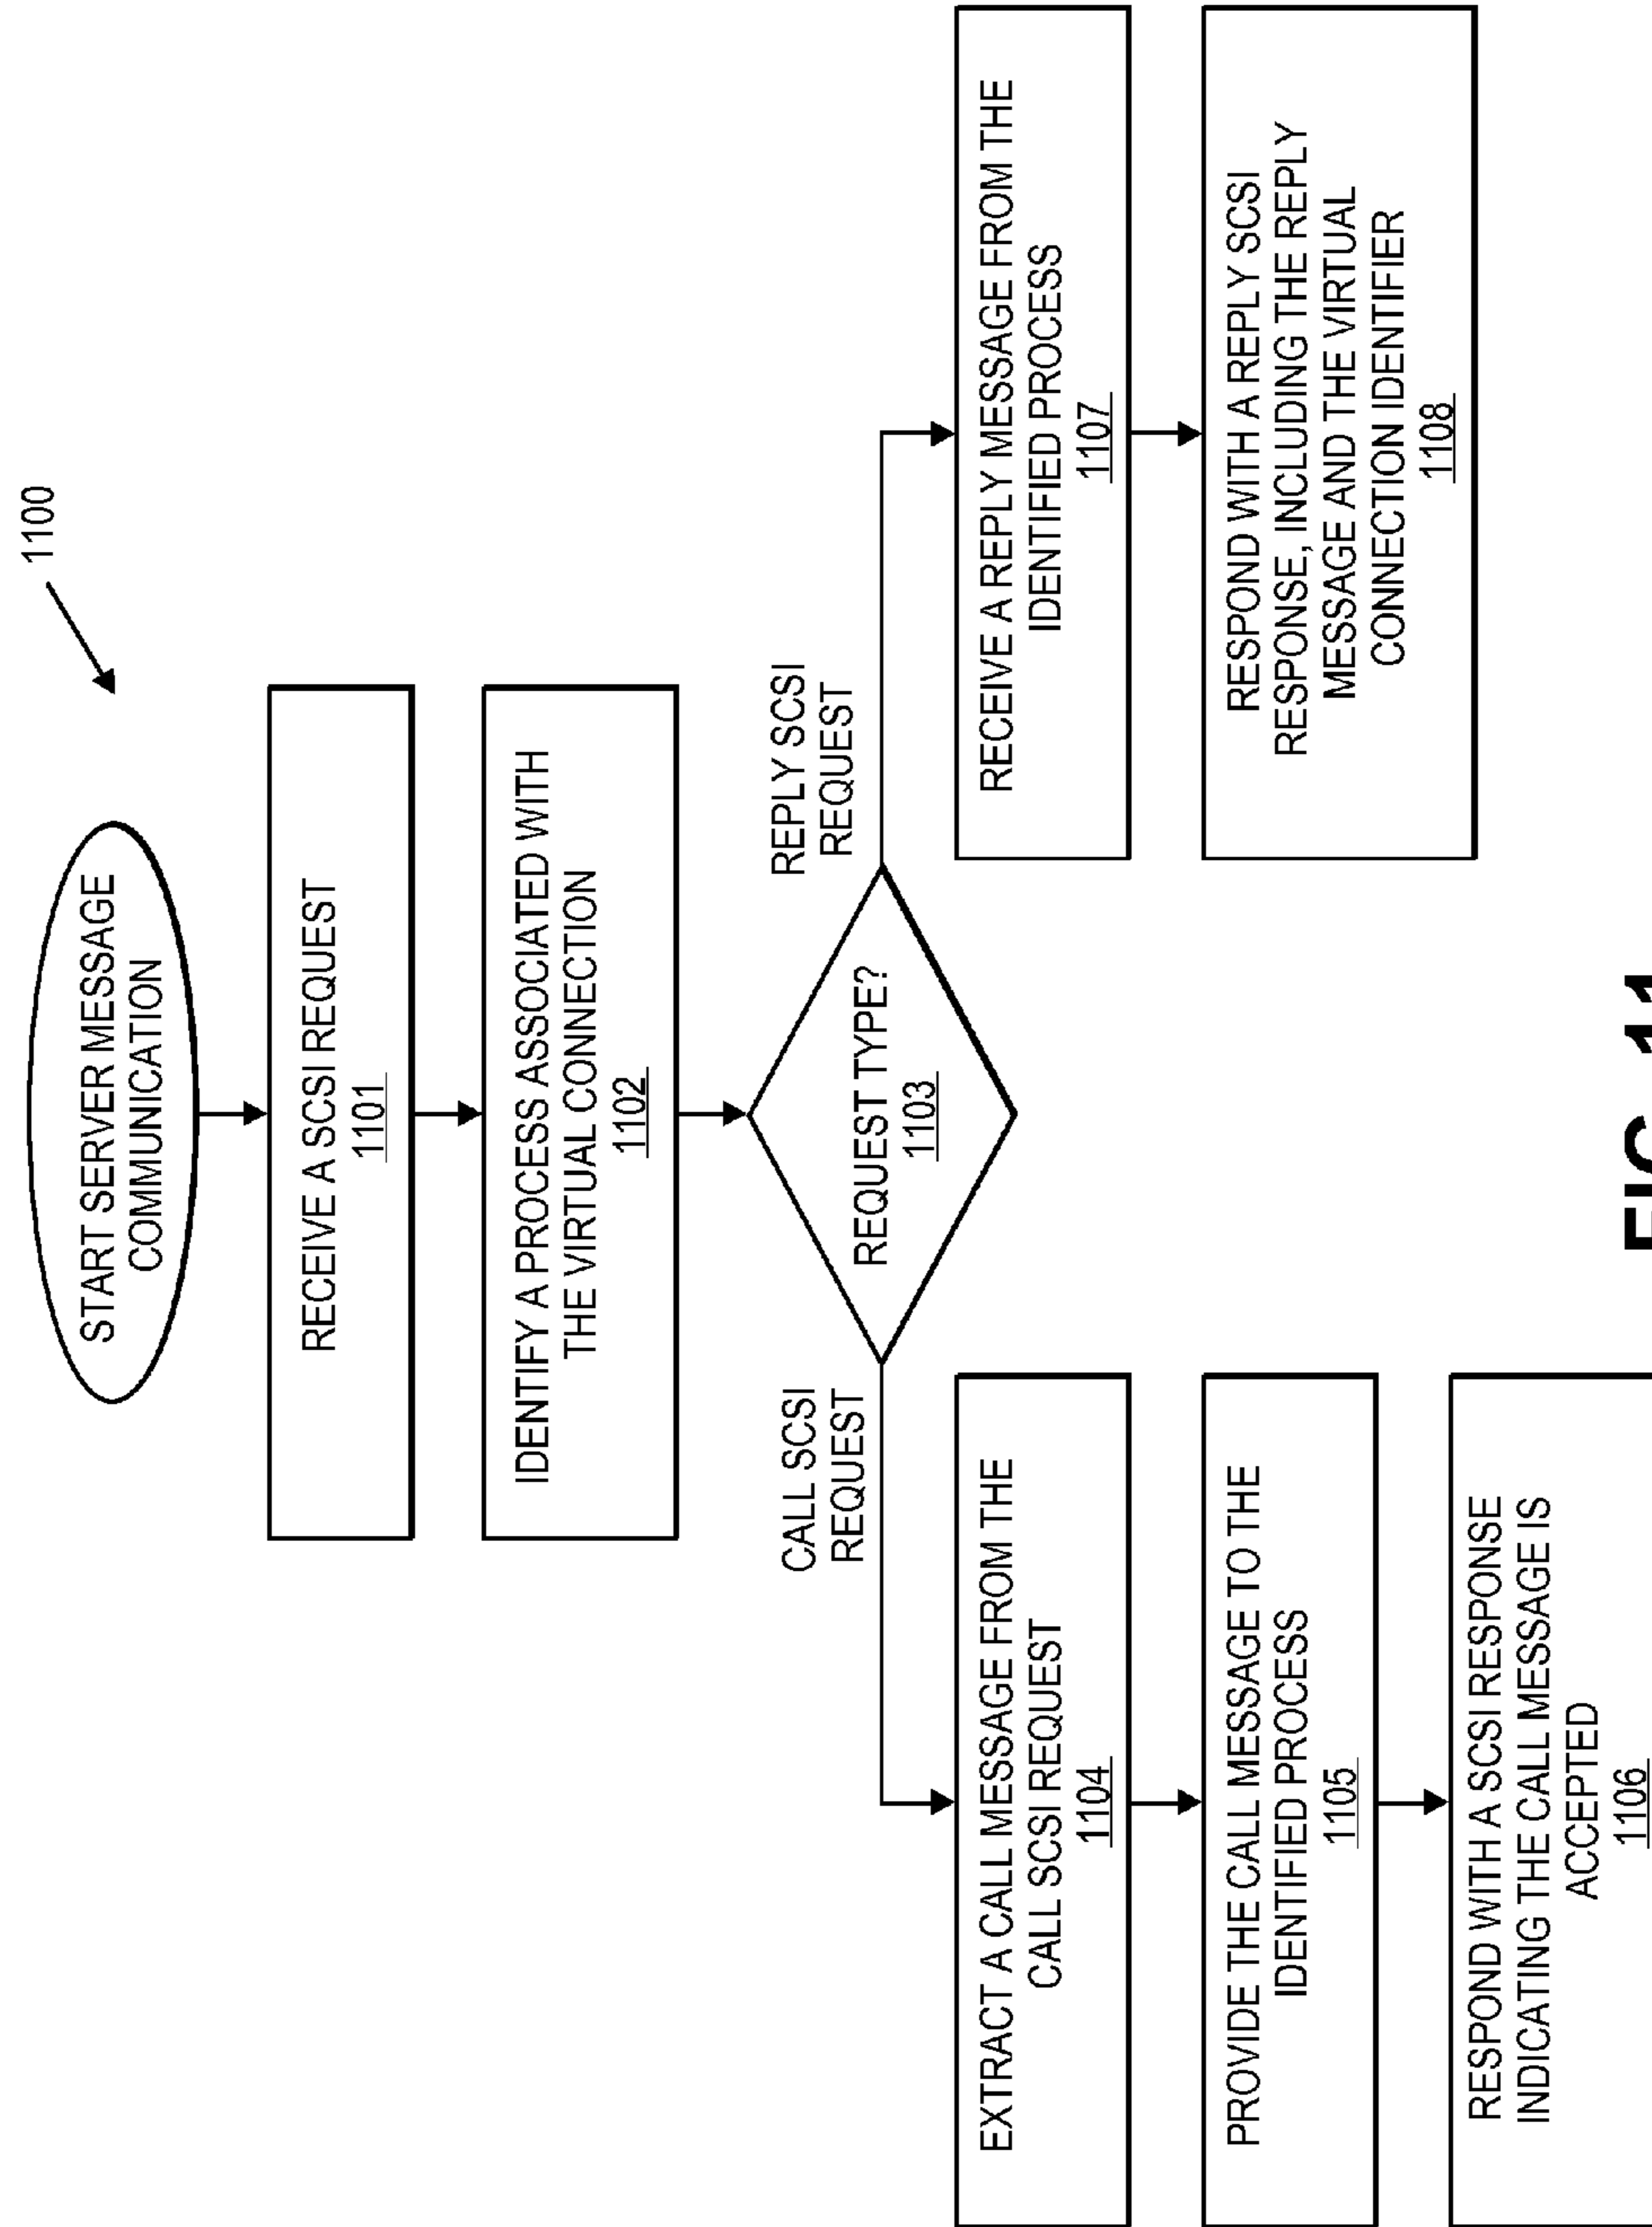 1100
START SERVER MESSAGE
COMMUNICATION
RECEIVE A SCSI REQUEST
1101
IDENTIFY A PROCESS ASSOCIATED WITH
THE VIRTUAL CONNECTION
1102
REQUEST TYPE?
1103
CALL SCSI
REQUEST
EXTRACT A CALL MESSAGE FROM THE
CALL SCSI REQUEST
1104
PROVIDE THE CALL MESSAGE TO THE
IDENTIFIED PROCESS
1105
RESPOND WITH A SCSI RESPONSE
INDICATING THE CALL MESSAGE IS
ACCEPTED
1106
REPLY SCSI
REQUEST
RECEIVE A REPLY MESSAGE FROM THE
IDENTIFIED PROCESS
1107
RESPOND WITH A REPLY SCSI
RESPONSE, INCLUDING THE REPLY
MESSAGE AND THE VIRTUAL
CONNECTION IDENTIFIER
1108
FIG. 11